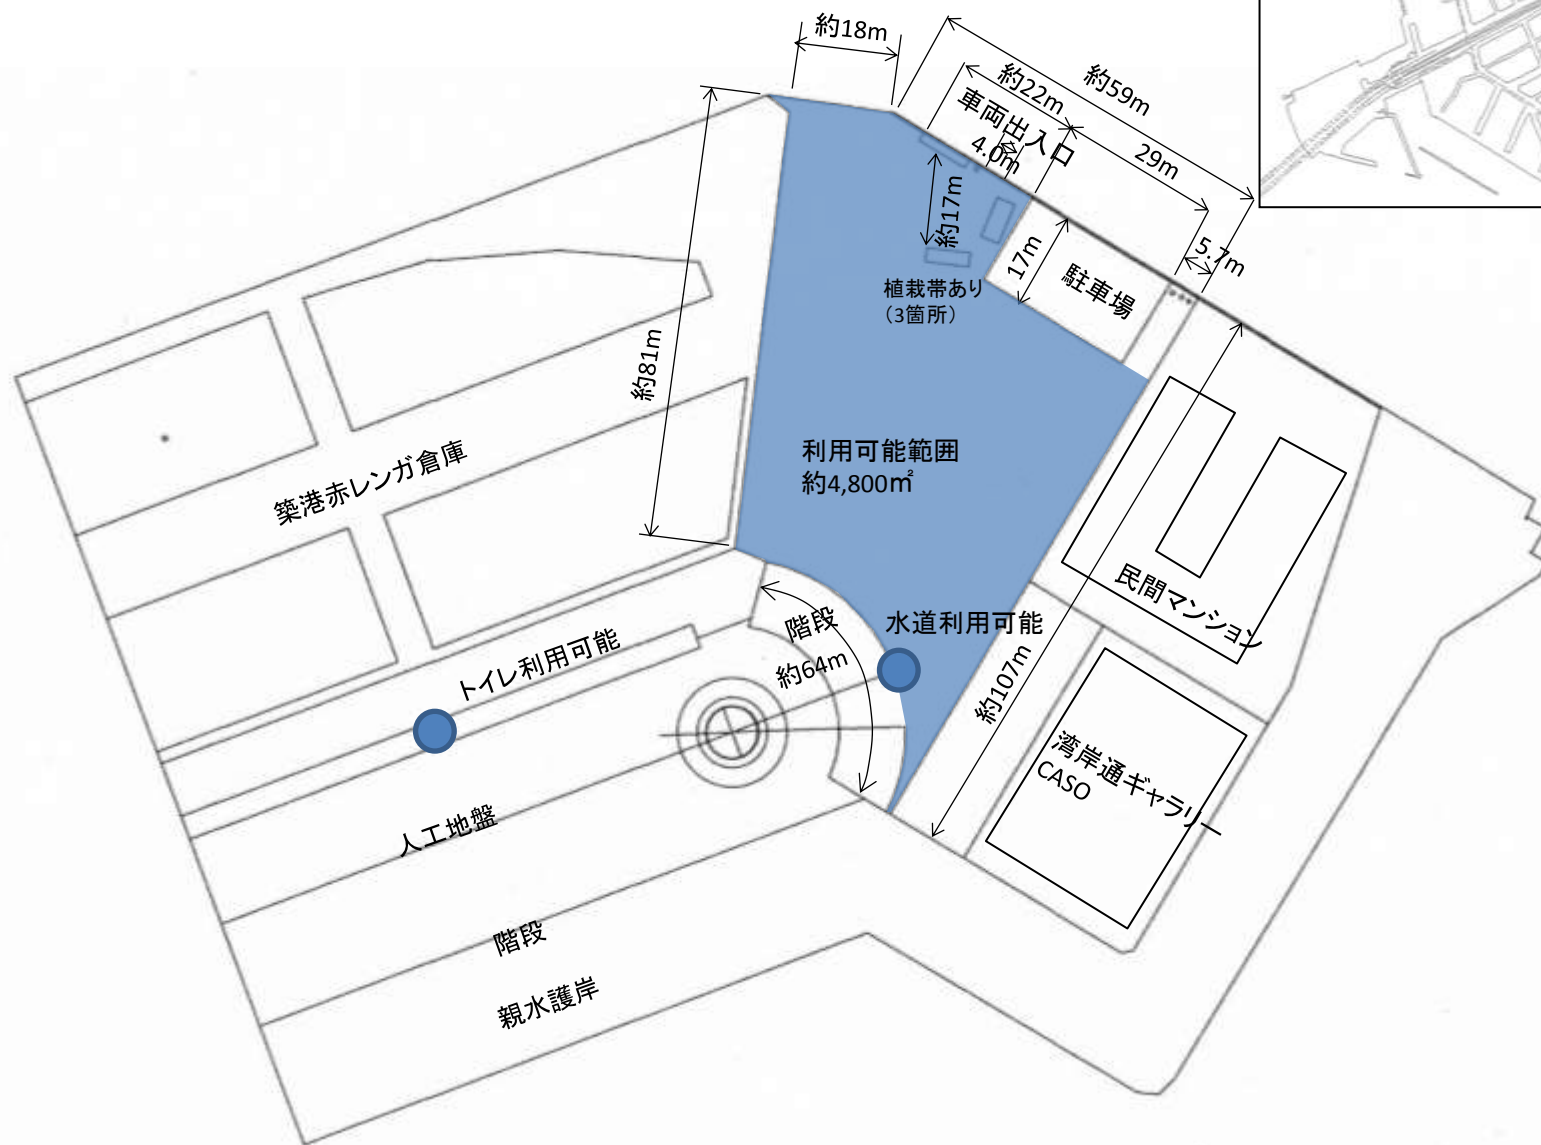 約18m
約59m
約22m
車両出入口
4.0m
29m
約17m
17m
5.7m
駐車場
植栽帯あり
（3箇所）
約81m
利用可能範囲
約4,800㎡
築港赤レンガ倉庫
民間マンション
水道利用可能
階段
約64m
トイレ利用可能
約107m
湾岸通ギャラリー
CASO
人工地盤
階段
親水護岸